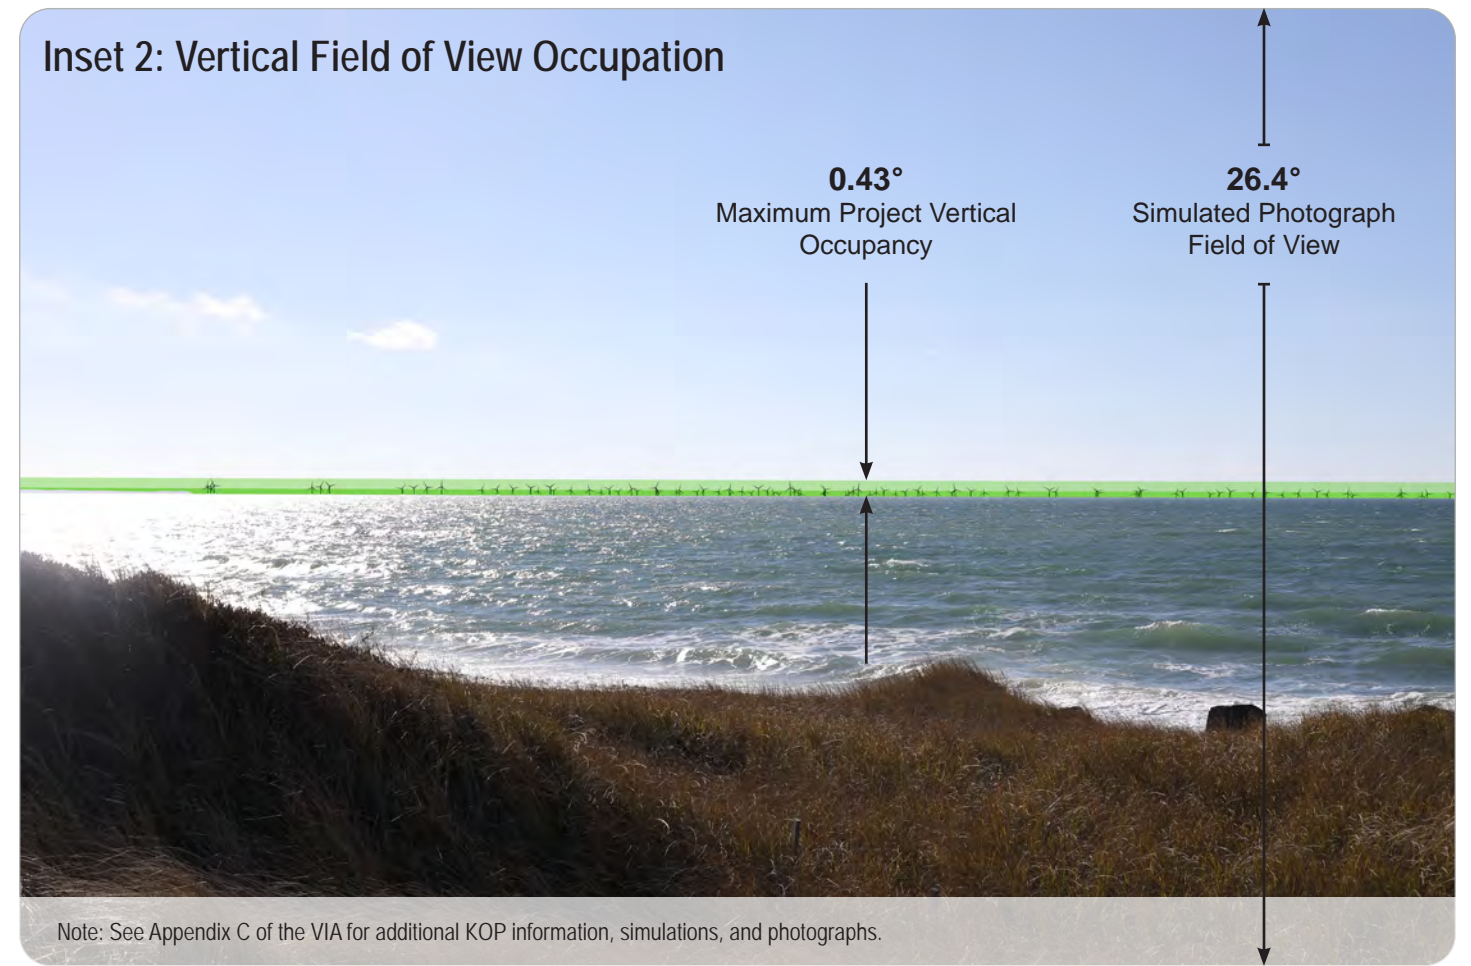 Inset 2: Vertical Field of View Occupation
0.43°
Maximum Project Vertical
Occupancy
26.4°
Simulated Photograph
Field of View
Note: See Appendix C of the VIA for additional KOP information, simulations, and photographs.